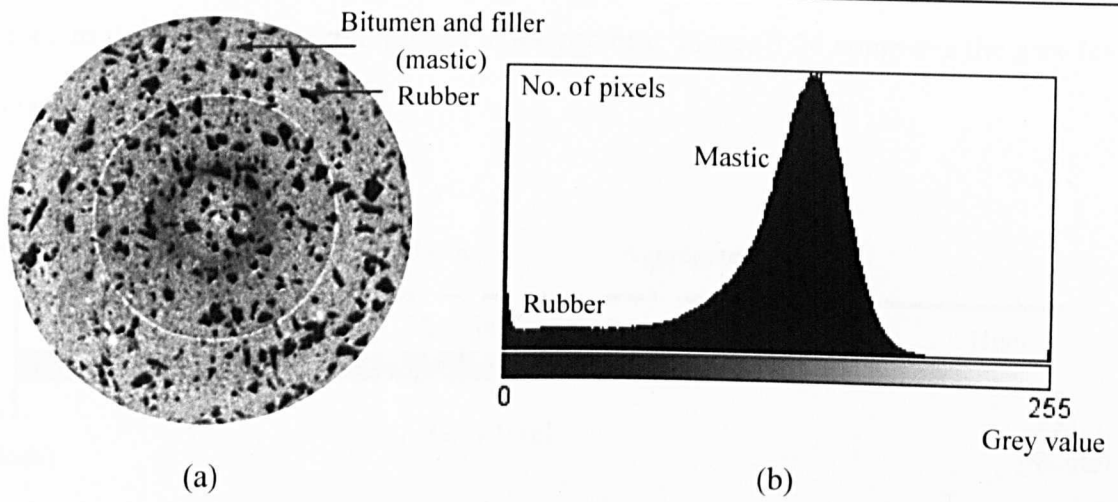 Bitumen and filler
(mastic)
Rubber
No. of pixels
Mastic
Rubber
0
255
Grey value
(a)
(b)